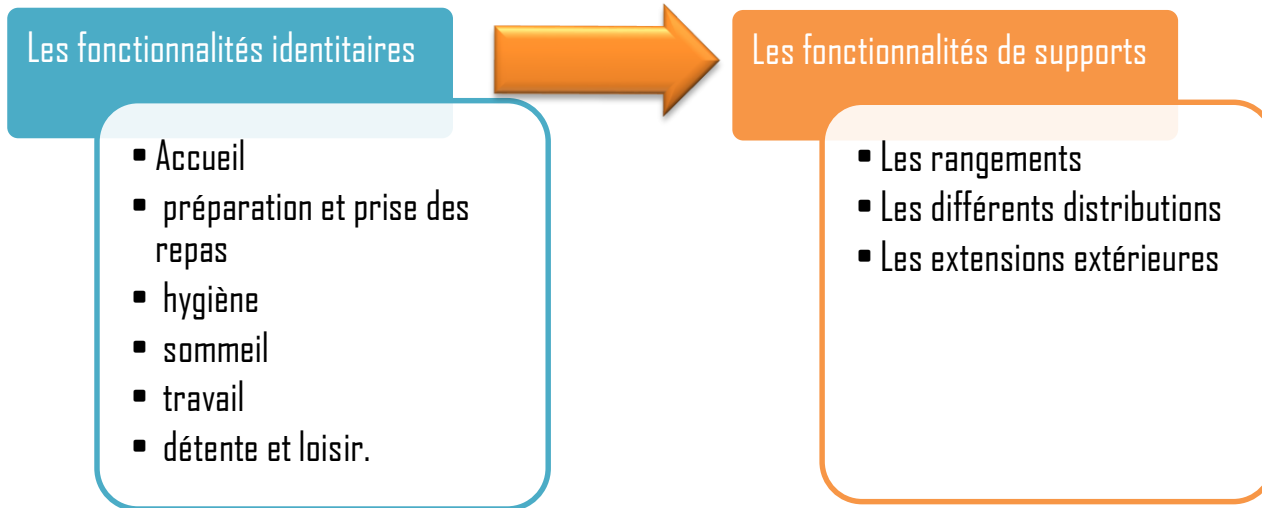 Les fonctionnalités identitaires
▪ Accueil
▪ préparation et prise des
repas
▪ hygiène
▪ sommeil
▪ travail
▪ détente et loisir.
Les fonctionnalités de supports
▪ Les rangements
▪ Les différents distributions
▪ Les extensions extérieures